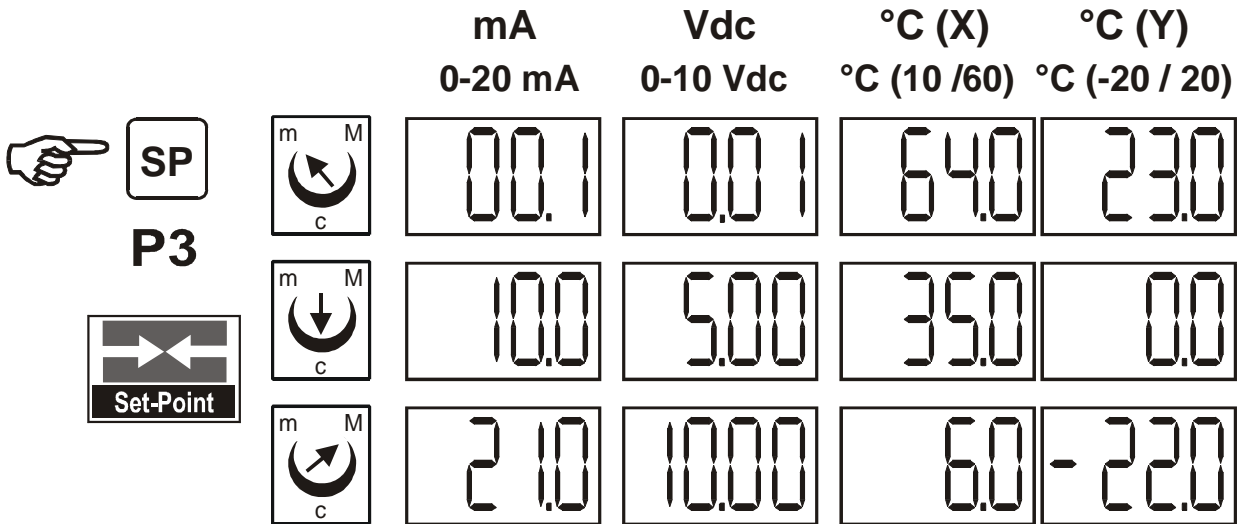 mA Vdc °C (X) °C (Y)
0-20 mA 0-10 Vdc °C (10 /60) °C (-20 / 20)
SP m M c 00.1 0.01 64.0 23.0
P3
m M c 10.0 5.00 35.0 0.0
Set-Point
m M c 21.0 10.00 6.0 -22.0